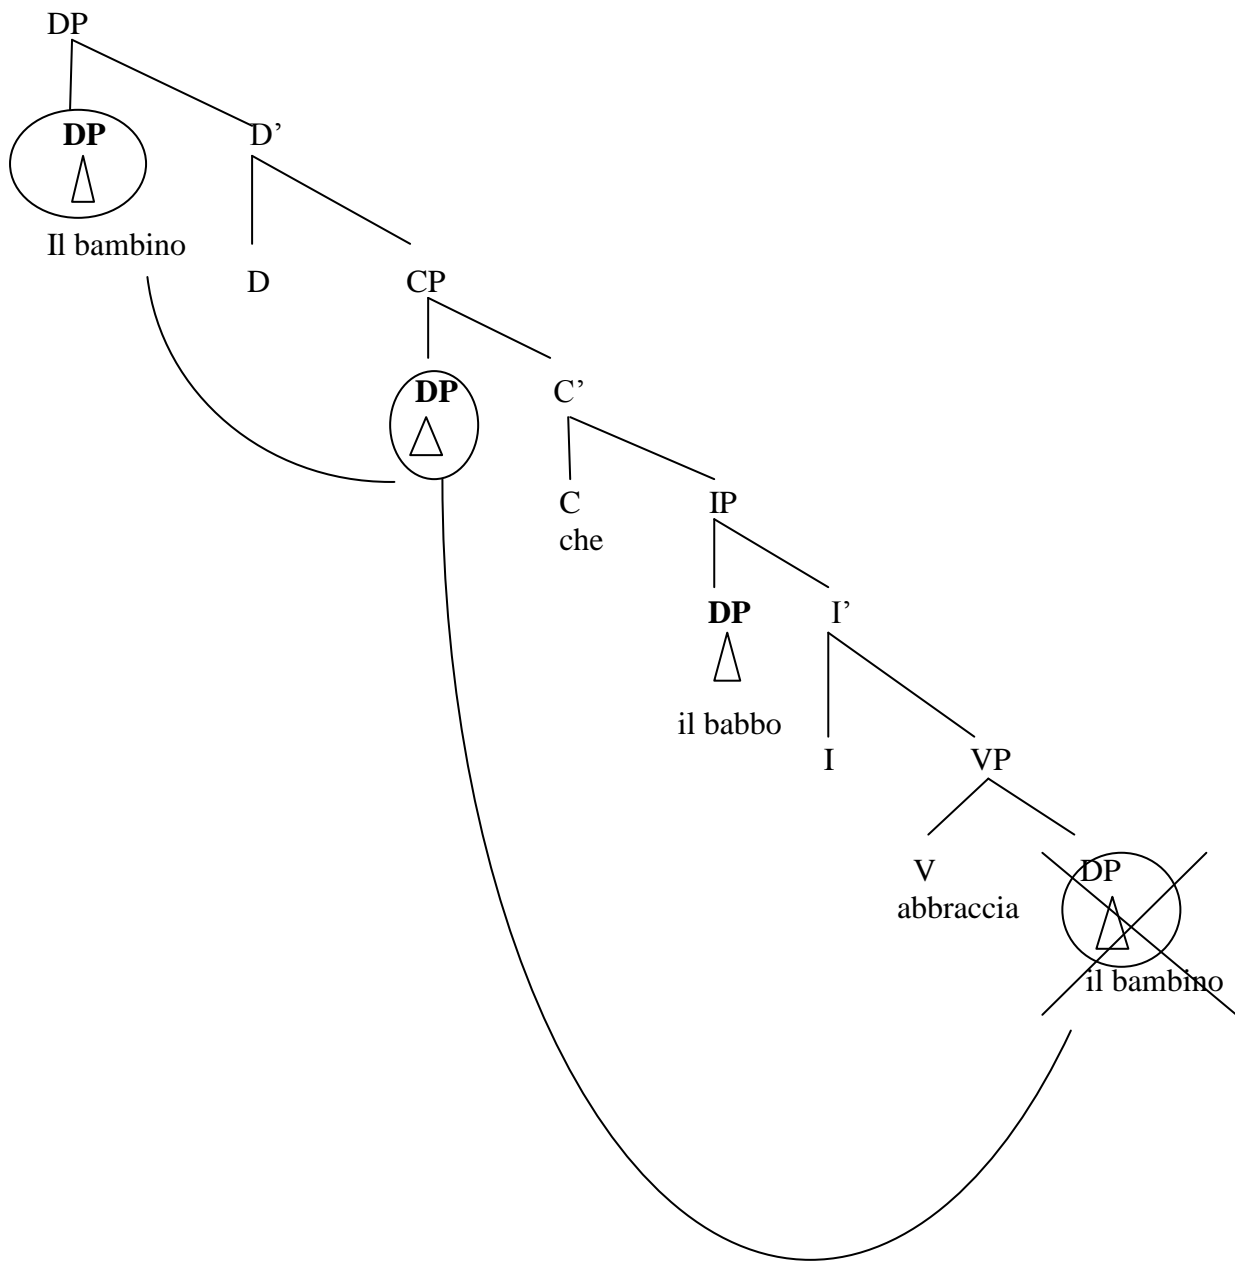 DP
DP D’
Il bambino
D CP
DP C’
C IP
che
DP I’
il babbo
I VP
V DP
abbraccia
il bambino